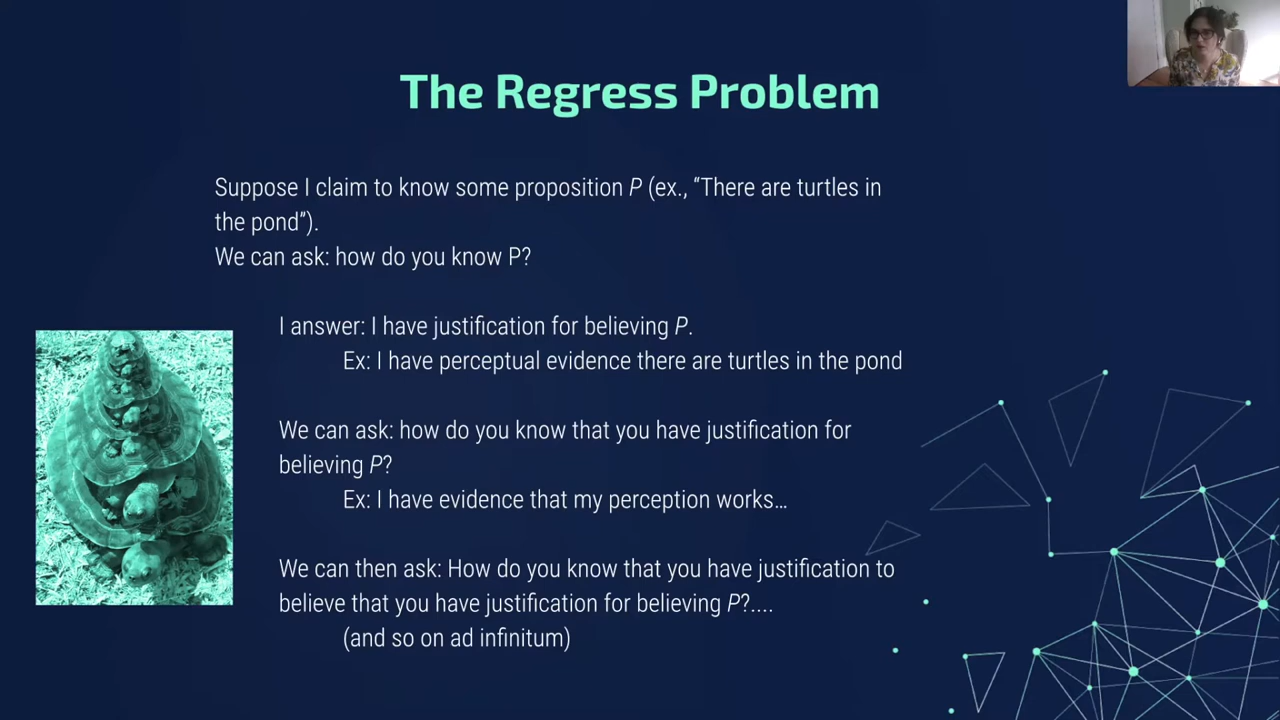 The Regress Problem
Suppose I claim to know some proposition P (ex., “There are turtles in
the pond”).
We can ask: how do you know P?
I answer: I have justification for believing P.
Ex: I have perceptual evidence there are turtles in the pond
We can ask: how do you know that you have justification for
believing P?
Ex: I have evidence that my perception works…
We can then ask: How do you know that you have justification to
believe that you have justification for believing P?....
(and so on ad infinitum)